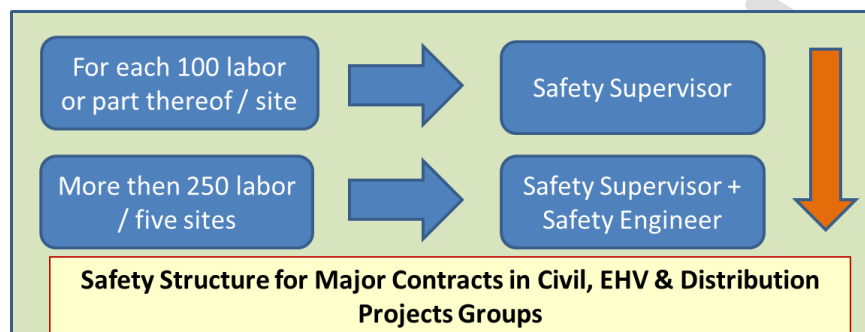 For each 100 labor
or part thereof / site
Safety Supervisor
More then 250 labor
/ five sites
Safety Supervisor +
Safety Engineer
Safety Structure for Major Contracts in Civil, EHV & Distribution
Projects Groups